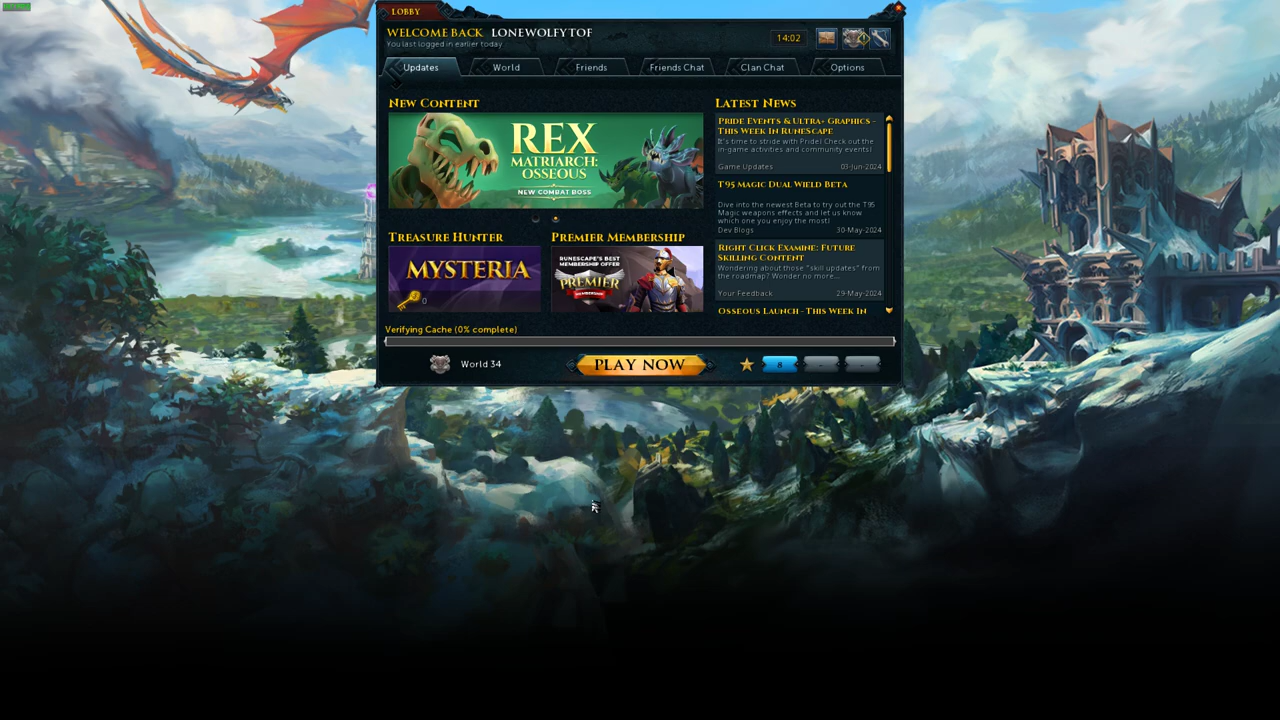 LOBBY
WELCOME BACK LONEWOLFYTOF
You last logged in earlier today
14:02
Updates
World
Friends
Friends Chat
Clan Chat
Options
NEW CONTENT
REX
MATRIARCH:
OSSEOUS
NEW COMBAT BOSS
TREASURE HUNTER
MYSTERIA
0
PREMIER MEMBERSHIP
RUNESCAPE'S BEST
MEMBERSHIP OFFER
PREMIER
MEMBERSHIP
LATEST NEWS
PRIDE EVENTS & ULTRA+ GRAPHICS -
THIS WEEK IN RUNESCAPE
It's time to stride with Pride! Check out the
in-game activities and community events!
Game Updates 03-Jun-2024
T95 MAGIC DUAL WIELD BETA
Dive into the newest Beta to try out the T95
Magic weapons effects and let us know
which one you enjoy the most!
Dev Blogs 30-May-2024
RIGHT CLICK EXAMINE: FUTURE
SKILLING CONTENT
Wondering about those "skill updates" from
the roadmap? Wonder no more...
Your Feedback 29-May-2024
OSSEOUS LAUNCH - THIS WEEK IN
Verifying Cache (0% complete)
World 34
PLAY NOW
8
-
-